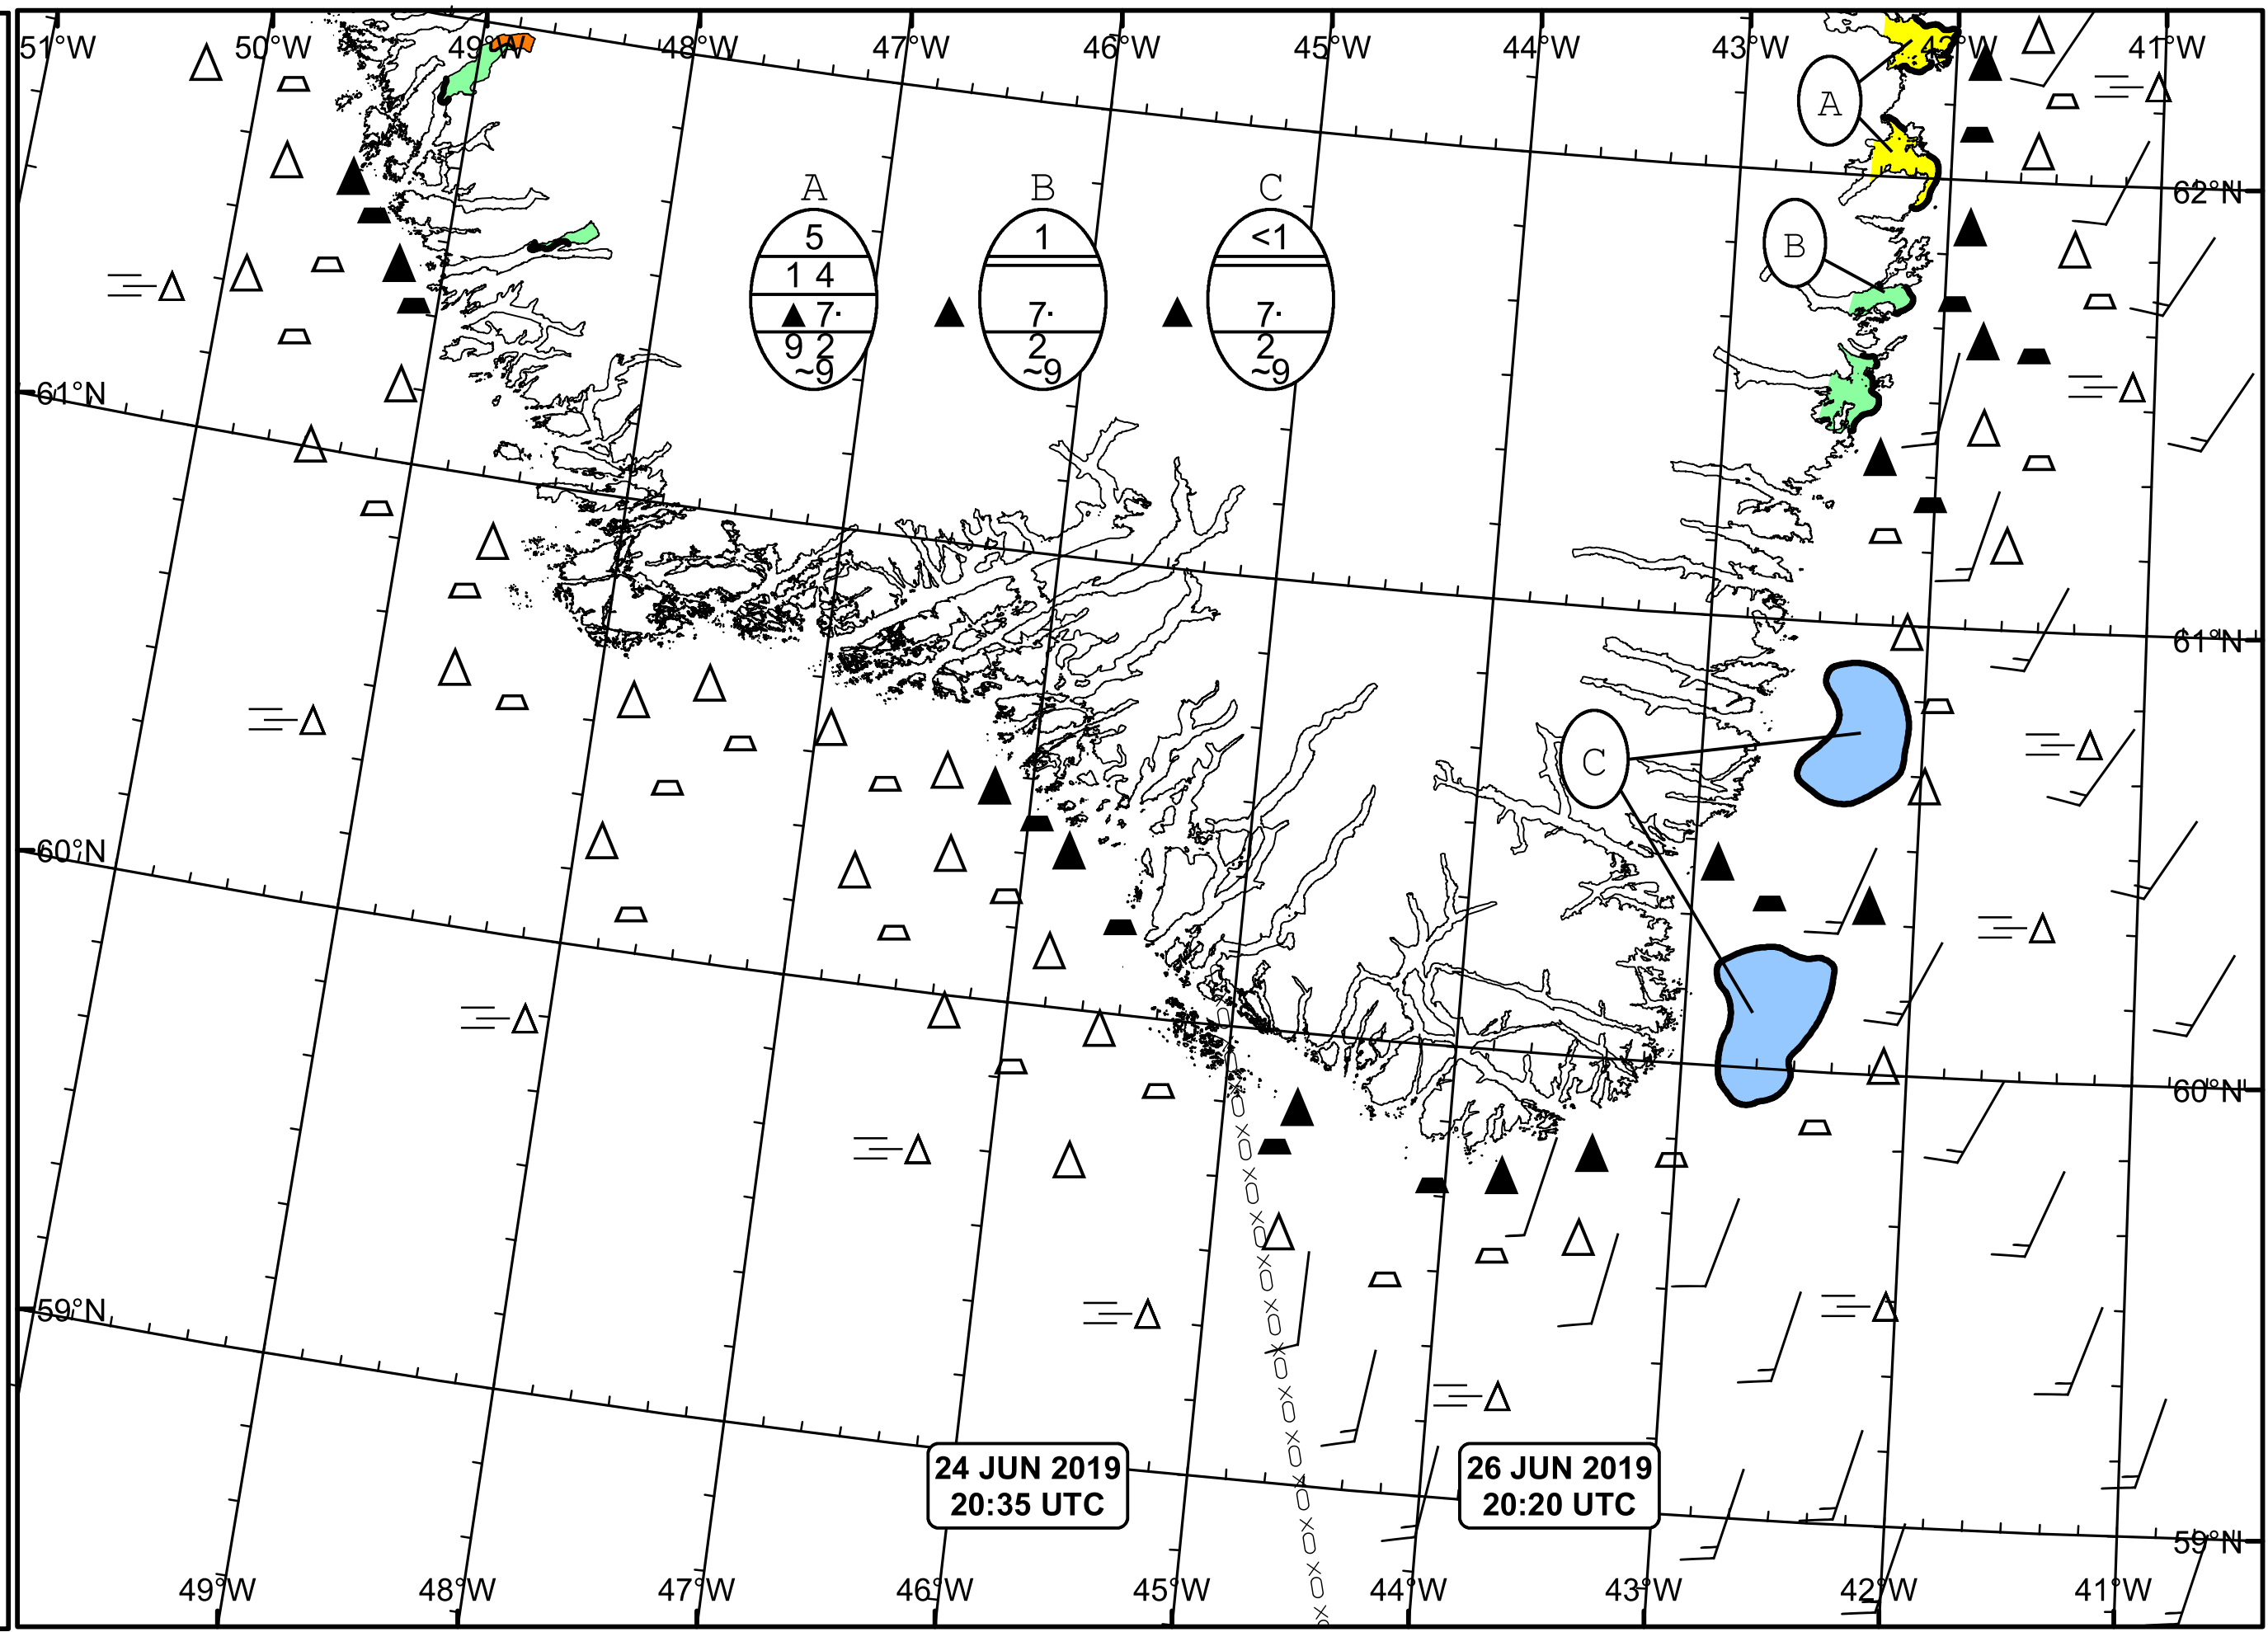 51°W 50°W 49°W 48°W 47°W 46°W 45°W 44°W 43°W 42°W 41°W
A
62°N
A B C
5 1 <1
1 4
▲ 7· ▲ 7· ▲ 7·
9 2 2 2
~9 ~9 ~9
B
61°N
61°N
C
60°N
60°N
59°N
24 JUN 2019
20:35 UTC
26 JUN 2019
20:20 UTC
59°N
49°W 48°W 47°W 46°W 45°W 44°W 43°W 42°W 41°W